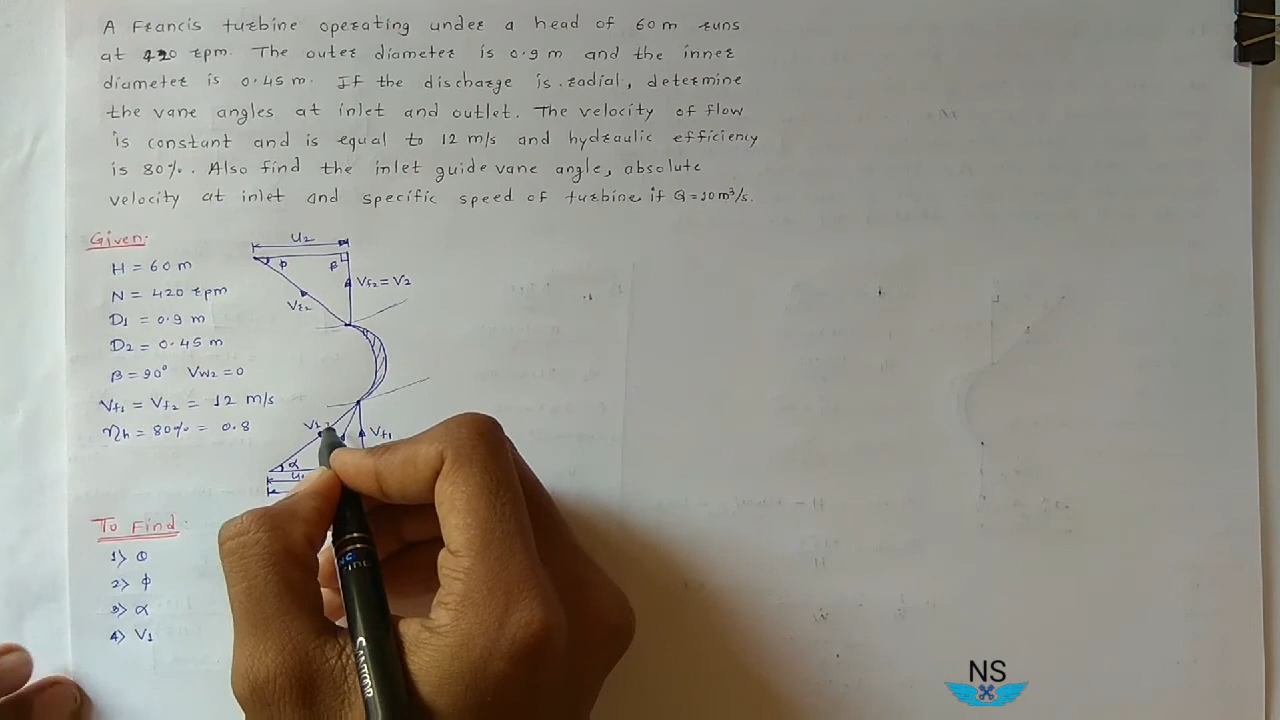 A Francis turbine operating under a head of 60 m runs
at 420 rpm. The outer diameter is 0.9 m and the inner
diameter is 0.45 m. If the discharge is radial, determine
the vane angles at inlet and outlet. The velocity of flow
is constant and is equal to 12 m/s and hydraulic efficiency
is 80%. Also find the inlet guide vane angle, absolute
velocity at inlet and specific speed of turbine if Q=10m³/s.
Given:
H = 60 m
N = 420 rpm
D1 = 0.9 m
D2 = 0.45 m
β = 90° Vw2 = 0
Vf1 = Vf2 = 12 m/s
ηh = 80% = 0.8
U2
ϕ β
Vf2 = V2
Vr2
Vf1
α
To Find:
1) θ
2) ϕ
3) α
4) V1
SANTOOR
NS